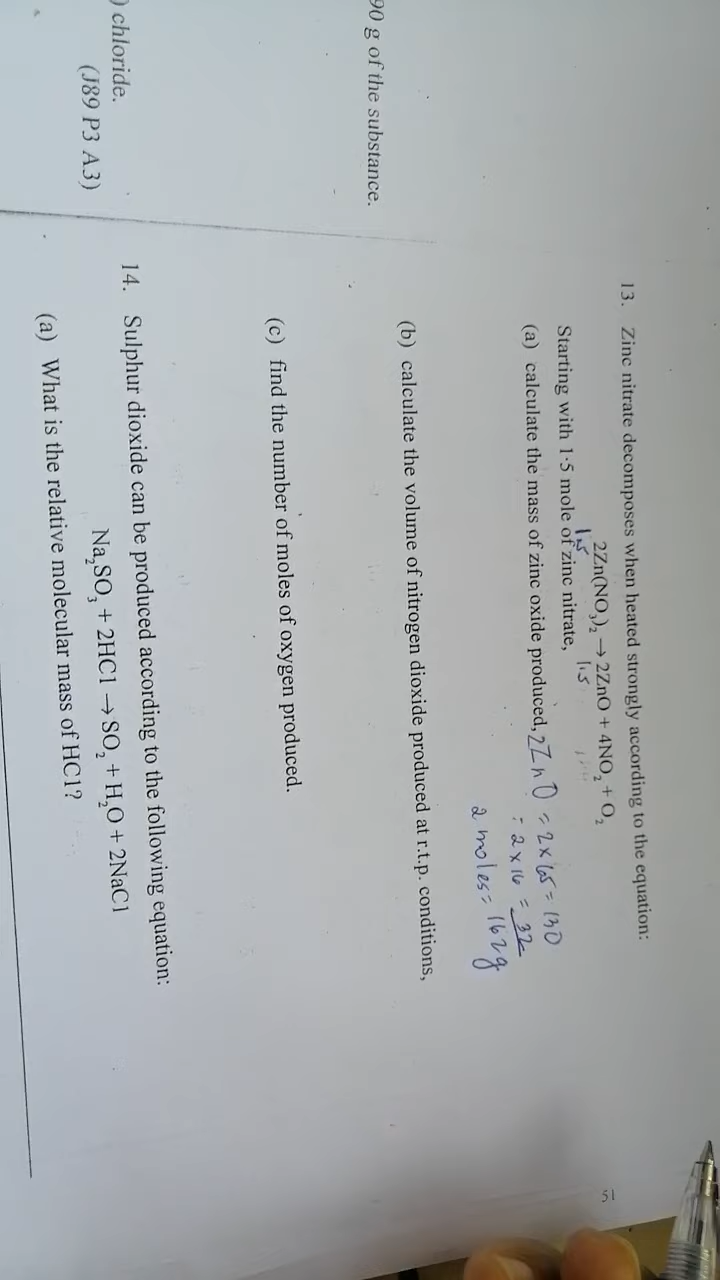 90 g of the substance.
) chloride.
(J89 P3 A3)
13. Zinc nitrate decomposes when heated strongly according to the equation:
2Zn(NO₃)₂ → 2ZnO + 4NO₂ + O₂
1.5 1.5
Starting with 1·5 mole of zinc nitrate,
(a) calculate the mass of zinc oxide produced, 2ZnO = 2×65 = 130
: 2×16 = 32
2 moles = 162g
(b) calculate the volume of nitrogen dioxide produced at r.t.p. conditions,
(c) find the number of moles of oxygen produced.
14. Sulphur dioxide can be produced according to the following equation:
Na₂SO₃ + 2HCl → SO₂ + H₂O + 2NaCl
(a) What is the relative molecular mass of HCl?